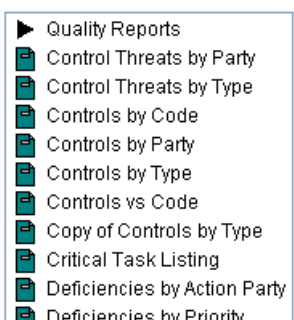 Quality Reports
Control Threats by Party
Control Threats by Type
Controls by Code
Controls by Party
Controls by Type
Controls vs Code
Copy of Controls by Type
Critical Task Listing
Deficiencies by Action Party
Deficiencies by Priority